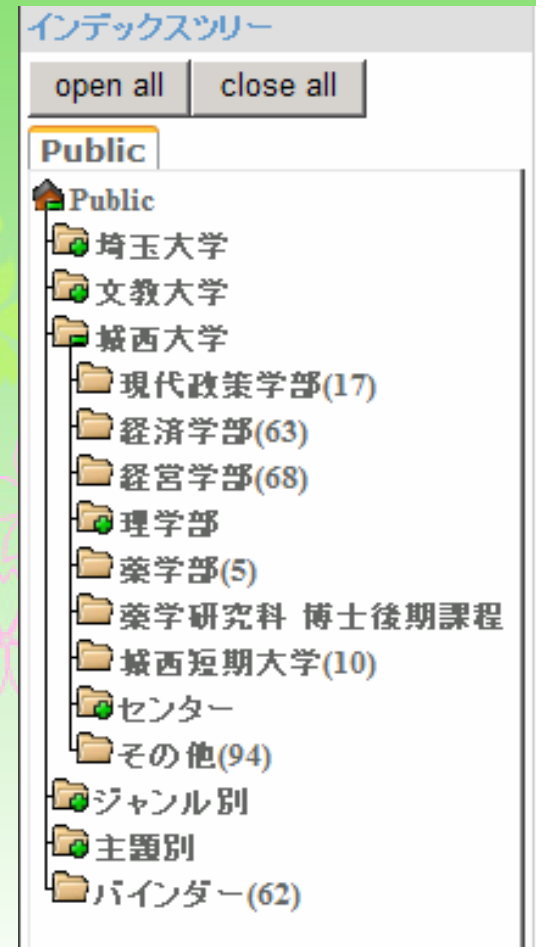 インデックスツリー
open all close all
Public
Public
埼玉大学
文教大学
城西大学
現代政策学部(17)
経済学部(63)
経営学部(68)
理学部
薬学部(5)
薬学研究科 博士後期課程
城西短期大学(10)
センター
その他(94)
ジャンル別
主題別
バインダー(62)